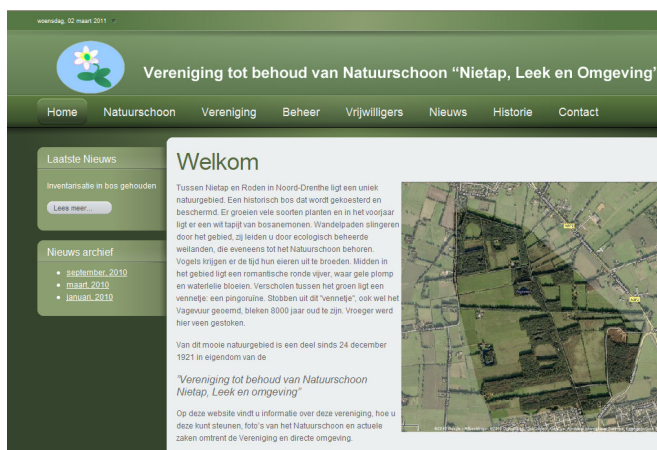 woensdag, 02 maart 2011
Vereniging tot behoud van Natuurschoon "Nietap, Leek en Omgeving"
Home Natuurschoon Vereniging Beheer Vrijwilligers Nieuws Historie Contact
Laatste Nieuws
Inventarisatie in bos gehouden
Lees meer...
Nieuws archief
september, 2010
maart, 2010
januari, 2010
Welkom
Tussen Nietap en Roden in Noord-Drenthe ligt een uniek
natuurgebied. Een historisch bos dat wordt gekoesterd en
beschermd. Er groeien vele soorten planten en in het voorjaar
ligt er een wit tapijt van bosanemonen. Wandelpaden slingeren
door het gebied, zij leiden u door ecologisch beheerde
weilanden, die eveneens tot het Natuurschoon behoren.
Vogels krijgen er de tijd hun eieren uit te broeden. Midden in
het gebied ligt een romantische ronde vijver, waar gele plomp
en waterlelie bloeien. Verscholen tussen het groen ligt een
vennetje: een pingoruïne. Stobben uit dit "vennetje", ook wel het
Vagevuur geoemd, bleken 8000 jaar oud te zijn. Vroeger werd
hier veen gestoken.
Van dit mooie natuurgebied is een deel sinds 24 december
1921 in eigendom van de
"Vereniging tot behoud van Natuurschoon
Nietap, Leek en omgeving"
Op deze website vindt u informatie over deze vereniging, hoe u
deze kunt steunen, foto's van het Natuurschoon en actuele
zaken omtrent de Vereniging en directe omgeving.